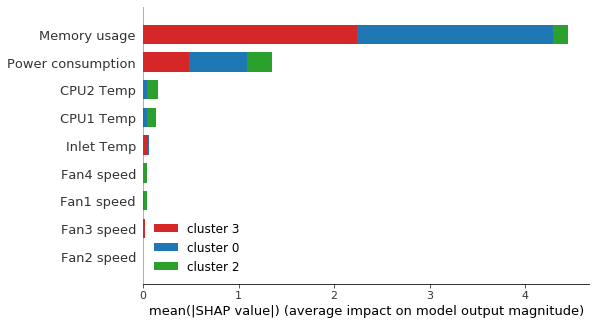 Memory usage
Power consumption
CPU2 Temp
CPU1 Temp
Inlet Temp
Fan4 speed
Fan1 speed
Fan3 speed
Fan2 speed
cluster 3
cluster 0
cluster 2
0 1 2 3 4
mean(|SHAP value|) (average impact on model output magnitude)